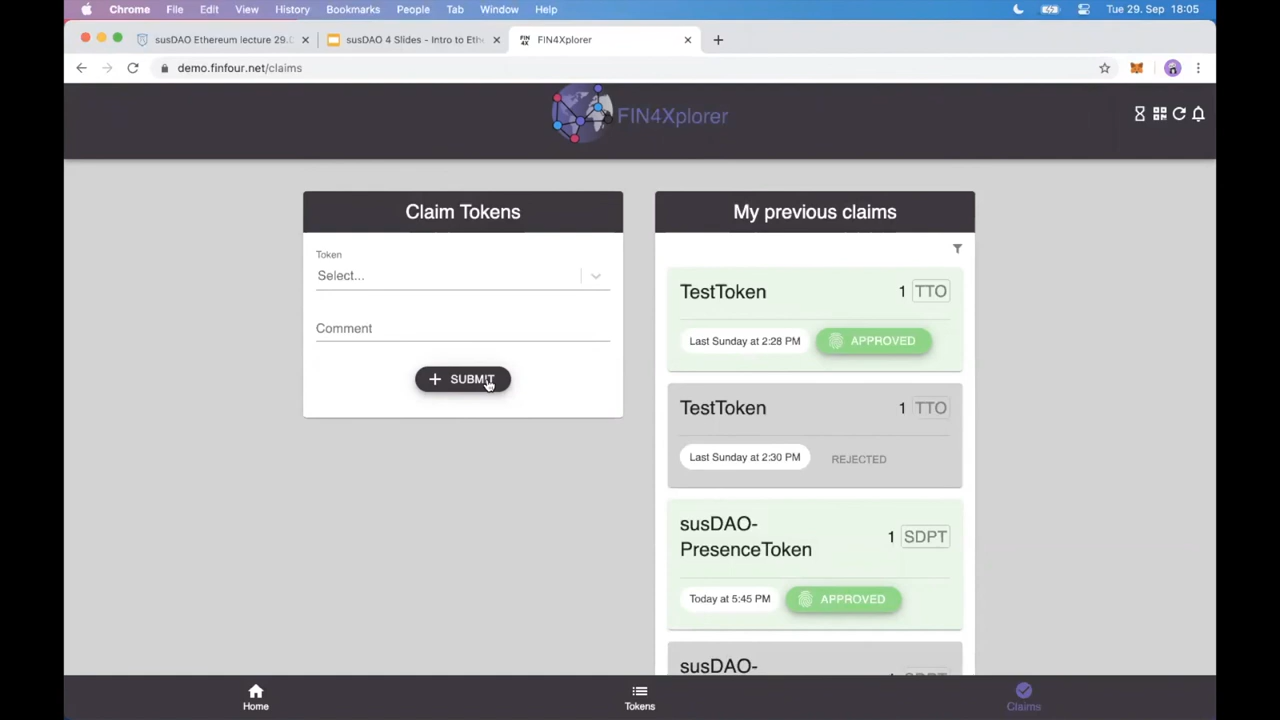 Chrome File Edit View History Bookmarks People Tab Window Help Tue 29. Sep 18:05
susDAO Ethereum lecture 29. susDAO 4 Slides - Intro to Eth FIN4Xplorer
demo.finfour.net/claims
FIN4Xplorer
Claim Tokens
Token
Select...
Comment
+ SUBMIT
My previous claims
TestToken 1 TTO
Last Sunday at 2:28 PM APPROVED
TestToken 1 TTO
Last Sunday at 2:30 PM REJECTED
susDAO-
PresenceToken 1 SDPT
Today at 5:45 PM APPROVED
susDAO-
Home Tokens Claims